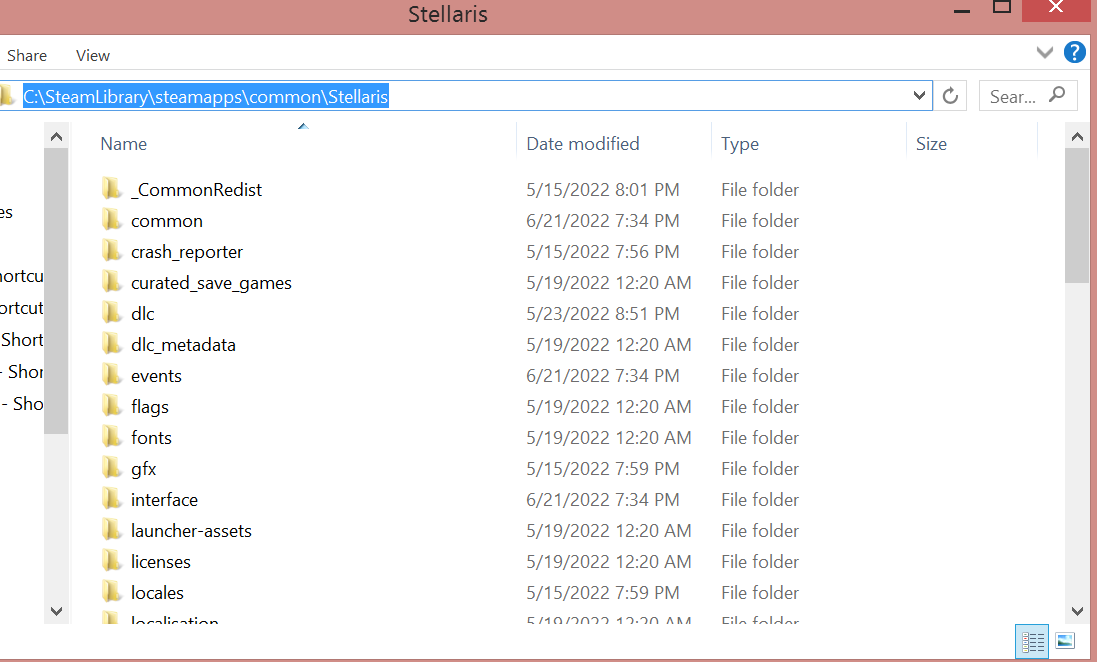 Stellaris
Share View
C:\SteamLibrary\steamapps\common\Stellaris Sear...
Name Date modified Type Size
_CommonRedist 5/15/2022 8:01 PM File folder
es
common 6/21/2022 7:34 PM File folder
crash_reporter 5/15/2022 7:56 PM File folder
hortcu
curated_save_games 5/19/2022 12:20 AM File folder
ortcut
dlc 5/23/2022 8:51 PM File folder
Short
dlc_metadata 5/19/2022 12:20 AM File folder
- Shor
events 6/21/2022 7:34 PM File folder
- Sho
flags 5/19/2022 12:20 AM File folder
fonts 5/19/2022 12:20 AM File folder
gfx 5/15/2022 7:59 PM File folder
interface 6/21/2022 7:34 PM File folder
launcher-assets 5/19/2022 12:20 AM File folder
licenses 5/19/2022 12:20 AM File folder
locales 5/15/2022 7:59 PM File folder
localisation 5/19/2022 12:20 AM File folder